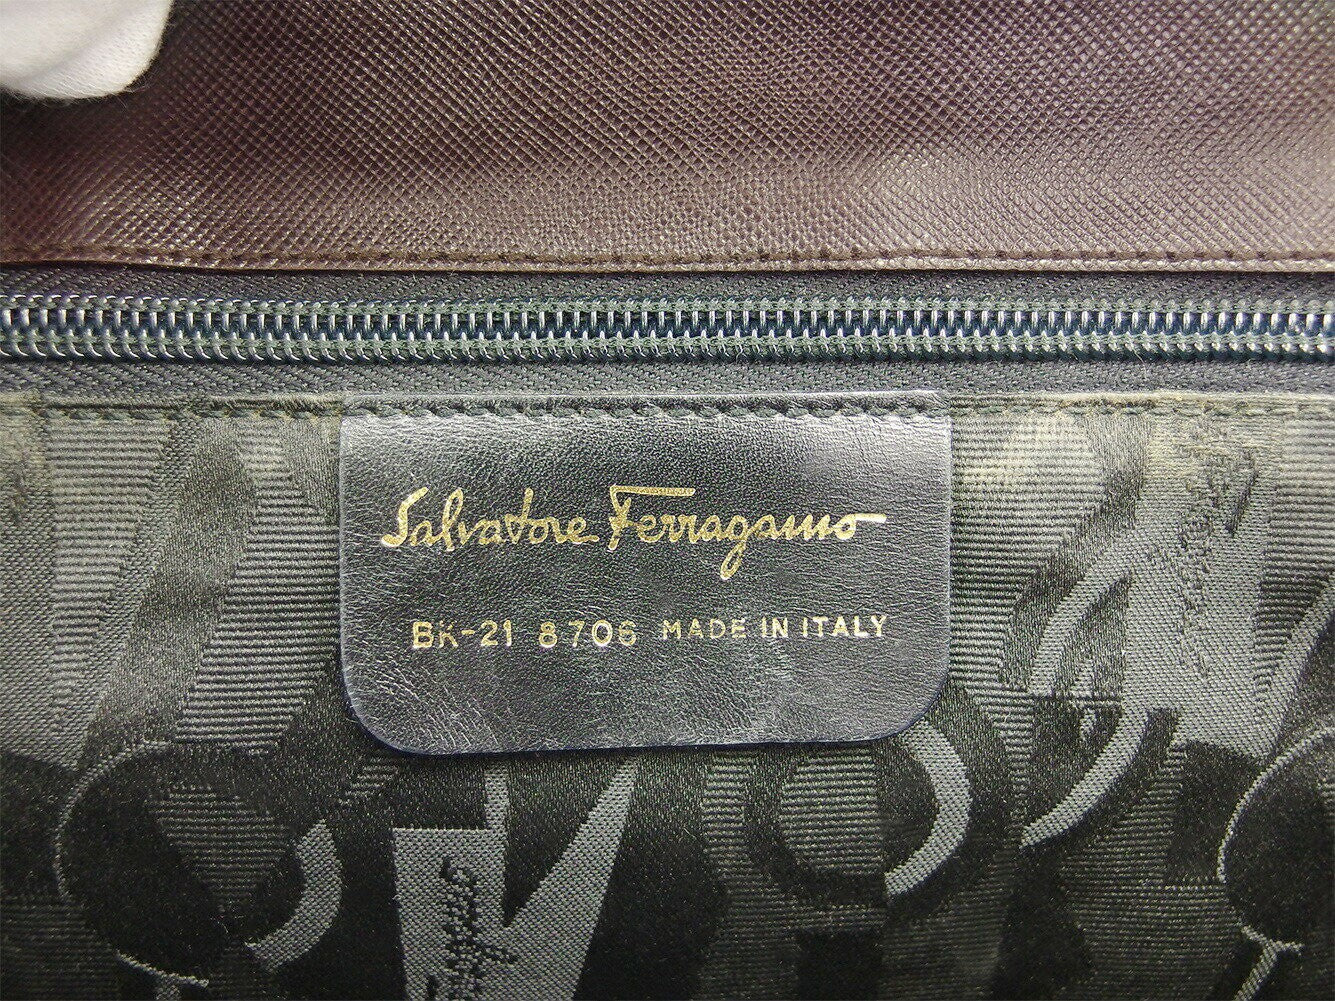 Salvatore Ferragamo
BK-21 8706 MADE IN ITALY